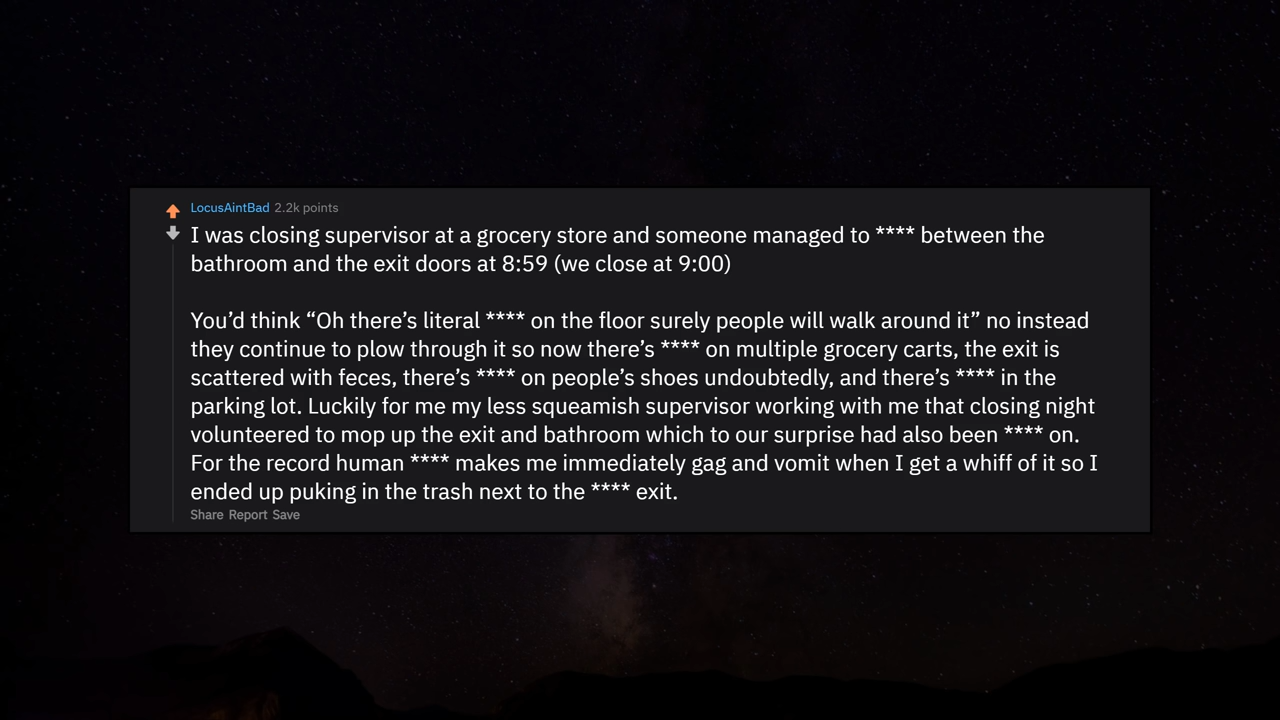 LocusAintBad 2.2k points
I was closing supervisor at a grocery store and someone managed to **** between the
bathroom and the exit doors at 8:59 (we close at 9:00)
You’d think “Oh there’s literal **** on the floor surely people will walk around it” no instead
they continue to plow through it so now there’s **** on multiple grocery carts, the exit is
scattered with feces, there’s **** on people’s shoes undoubtedly, and there’s **** in the
parking lot. Luckily for me my less squeamish supervisor working with me that closing night
volunteered to mop up the exit and bathroom which to our surprise had also been **** on.
For the record human **** makes me immediately gag and vomit when I get a whiff of it so I
ended up puking in the trash next to the **** exit.
Share Report Save